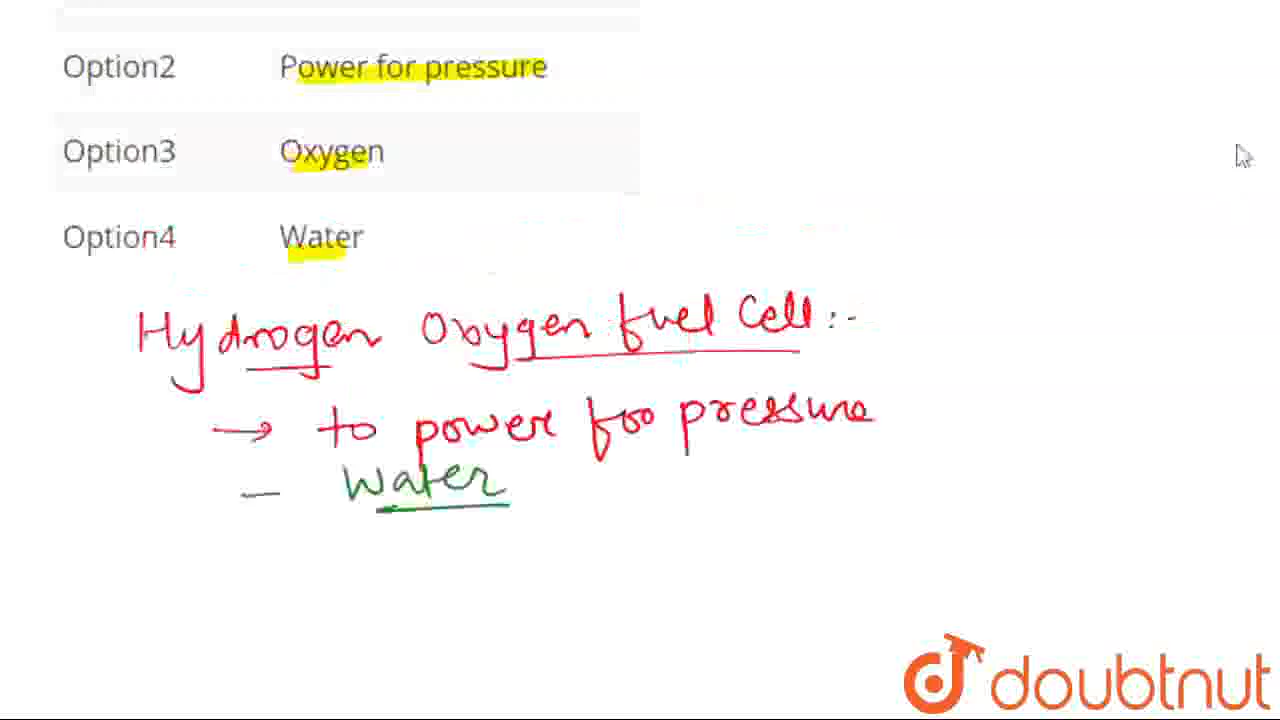 Option2 Power for pressure
Option3 Oxygen
Option4 Water
Hydrogen Oxygen fuel Cell :-
→ to power foo pressure
– Water
doubtnut